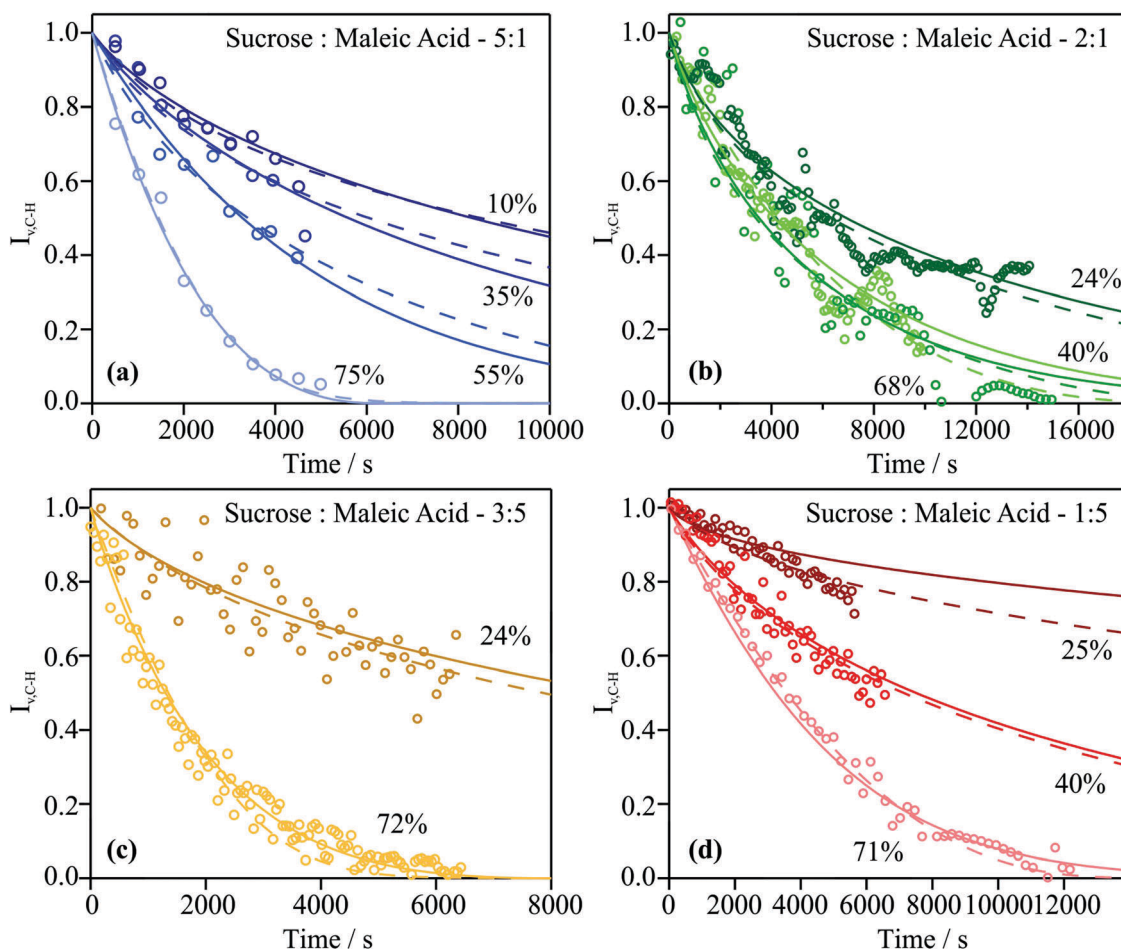 Sucrose : Maleic Acid - 5:1
I_{v,C-H}
1.0
0.8
0.6
0.4
0.2
0.0
10%
35%
55%
75%
(a)
0 2000 4000 6000 8000 10000
Time / s
Sucrose : Maleic Acid - 2:1
I_{v,C-H}
1.0
0.8
0.6
0.4
0.2
0.0
24%
40%
68%
(b)
0 4000 8000 12000 16000
Time / s
Sucrose : Maleic Acid - 3:5
I_{v,C-H}
1.0
0.8
0.6
0.4
0.2
0.0
24%
72%
(c)
0 2000 4000 6000 8000
Time / s
Sucrose : Maleic Acid - 1:5
I_{v,C-H}
1.0
0.8
0.6
0.4
0.2
0.0
25%
40%
71%
(d)
0 2000 4000 6000 8000 10000 12000
Time / s